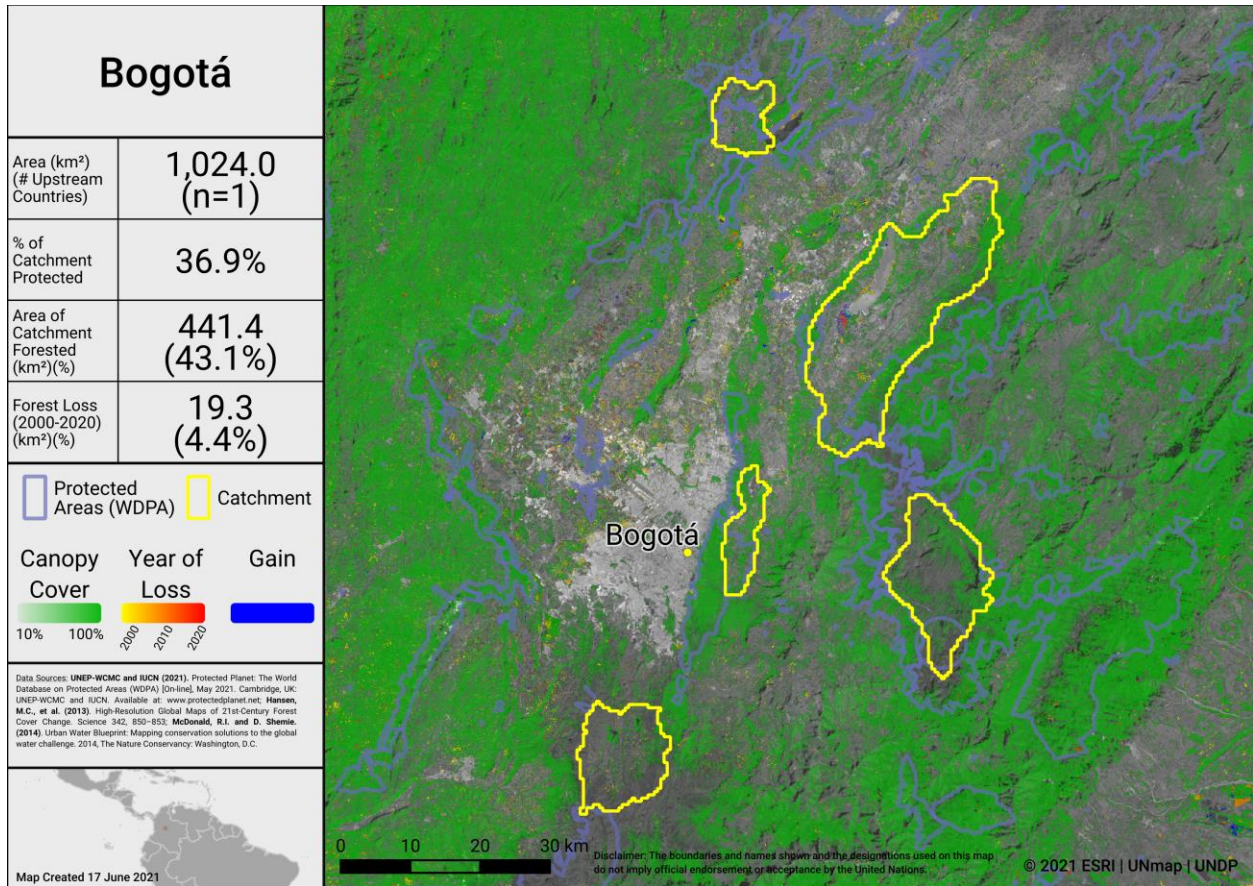 Bogotá
Area (km²)
(# Upstream
Countries)
1,024.0
(n=1)
% of
Catchment
Protected
36.9%
Area of
Catchment
Forested
(km²)(%)
441.4
(43.1%)
Forest Loss
(2000-2020)
(km²)(%)
19.3
(4.4%)
Protected
Areas (WDPA)
Catchment
Canopy
Cover
10% 100%
Year of
Loss
2000 2010 2020
Gain
Data Sources: UNEP-WCMC and IUCN (2021). Protected Planet: The World
Database on Protected Areas (WDPA) [On-line], May 2021. Cambridge, UK:
UNEP-WCMC and IUCN. Available at: www.protectedplanet.net; Hansen,
M.C., et al. (2013). High-Resolution Global Maps of 21st-Century Forest
Cover Change. Science 342, 850–853; McDonald, R.I. and D. Shemie.
(2014). Urban Water Blueprint: Mapping conservation solutions to the global
water challenge. 2014, The Nature Conservancy: Washington, D.C.
Map Created 17 June 2021
Bogotá
0 10 20 30 km
Disclaimer: The boundaries and names shown and the designations used on this map
do not imply official endorsement or acceptance by the United Nations.
© 2021 ESRI | UNmap | UNDP